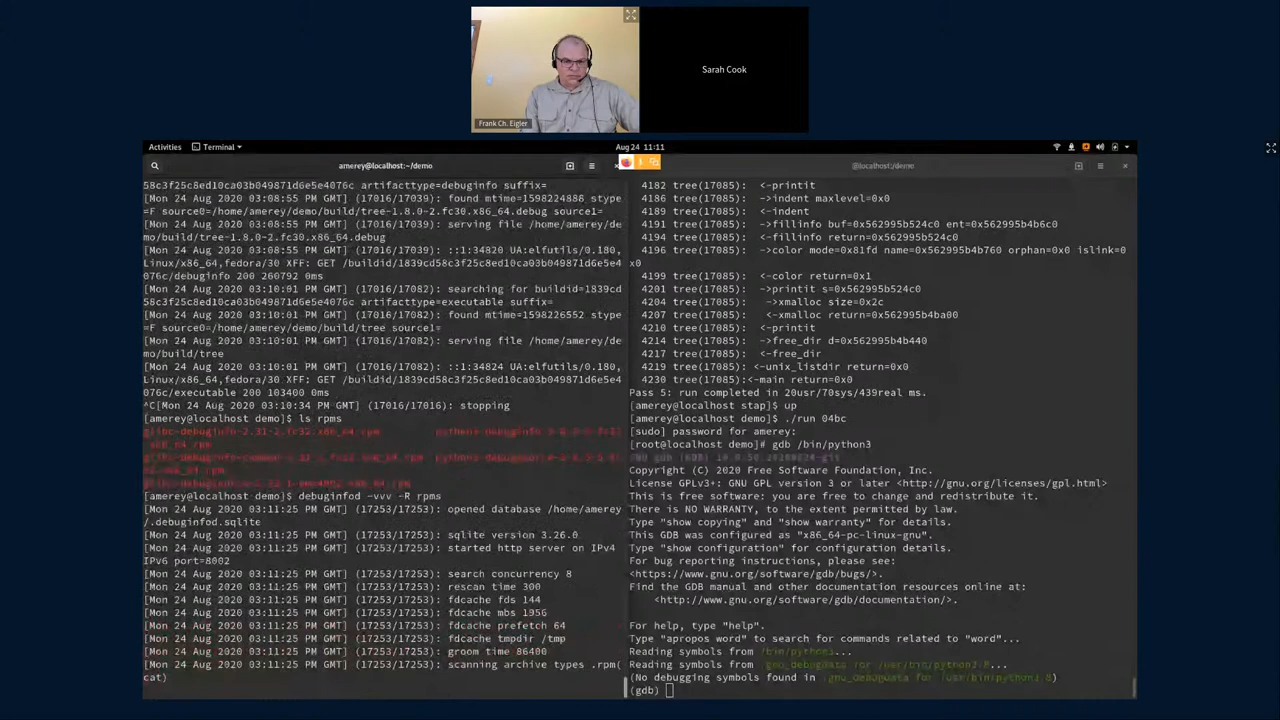 Sarah Cook
Frank Ch. Eigler
Activities
Terminal
Aug 24 11:11
amerey@localhost:~/demo
@localhost:/demo
58c3f25c8ed10ca03b049871d6e5e4076c artifacttype=debuginfo suffix=
[Mon 24 Aug 2020 03:08:55 PM GMT] (17016/17039): found mtime=1598224888 stype
=F source0=/home/amerey/demo/build/tree-1.8.0-2.fc30.x86_64.debug source1=
[Mon 24 Aug 2020 03:08:55 PM GMT] (17016/17039): serving file /home/amerey/de
mo/build/tree-1.8.0-2.fc30.x86_64.debug
[Mon 24 Aug 2020 03:08:55 PM GMT] (17016/17039): ::1:34820 UA:elfutils/0.180,
Linux/x86_64,fedora/30 XFF: GET /buildid/1839cd58c3f25c8ed10ca03b049871d6e5e4
076c/debuginfo 200 260792 0ms
[Mon 24 Aug 2020 03:10:01 PM GMT] (17016/17082): searching for buildid=1839cd
58c3f25c8ed10ca03b049871d6e5e4076c artifacttype=executable suffix=
[Mon 24 Aug 2020 03:10:01 PM GMT] (17016/17082): found mtime=1598226552 stype
=F source0=/home/amerey/demo/build/tree source1=
[Mon 24 Aug 2020 03:10:01 PM GMT] (17016/17082): serving file /home/amerey/de
mo/build/tree
[Mon 24 Aug 2020 03:10:01 PM GMT] (17016/17082): ::1:34824 UA:elfutils/0.180,
Linux/x86_64,fedora/30 XFF: GET /buildid/1839cd58c3f25c8ed10ca03b049871d6e5e4
076c/executable 200 103400 0ms
^C[Mon 24 Aug 2020 03:10:34 PM GMT] (17016/17016): stopping
[amerey@localhost demo]$ ls rpms
[amerey@localhost demo]$ debuginfod -vvv -R rpms
[Mon 24 Aug 2020 03:11:25 PM GMT] (17253/17253): opened database /home/amerey
/.debuginfod.sqlite
[Mon 24 Aug 2020 03:11:25 PM GMT] (17253/17253): sqlite version 3.26.0
[Mon 24 Aug 2020 03:11:25 PM GMT] (17253/17253): started http server on IPv4
IPv6 port=8002
[Mon 24 Aug 2020 03:11:25 PM GMT] (17253/17253): search concurrency 8
[Mon 24 Aug 2020 03:11:25 PM GMT] (17253/17253): rescan time 300
[Mon 24 Aug 2020 03:11:25 PM GMT] (17253/17253): fdcache fds 144
[Mon 24 Aug 2020 03:11:25 PM GMT] (17253/17253): fdcache mbs 1956
[Mon 24 Aug 2020 03:11:25 PM GMT] (17253/17253): fdcache prefetch 64
[Mon 24 Aug 2020 03:11:25 PM GMT] (17253/17253): fdcache tmpdir /tmp
[Mon 24 Aug 2020 03:11:25 PM GMT] (17253/17253): groom time 86400
[Mon 24 Aug 2020 03:11:25 PM GMT] (17253/17253): scanning archive types .rpm(
cat)
4182 tree(17085): <-printit
4186 tree(17085): ->indent maxlevel=0x0
4189 tree(17085): <-indent
4191 tree(17085): ->fillinfo buf=0x562995b524c0 ent=0x562995b4b6c0
4194 tree(17085): <-fillinfo return=0x562995b524c0
4196 tree(17085): ->color mode=0x81fd name=0x562995b4b760 orphan=0x0 islink=0
x0
4199 tree(17085): <-color return=0x1
4201 tree(17085): ->printit s=0x562995b524c0
4204 tree(17085): ->xmalloc size=0x2c
4207 tree(17085): <-xmalloc return=0x562995b4ba00
4210 tree(17085): <-printit
4214 tree(17085): ->free_dir d=0x562995b4b440
4217 tree(17085): <-free_dir
4219 tree(17085): <-unix_listdir return=0x0
4230 tree(17085):<-main return=0x0
Pass 5: run completed in 20usr/70sys/439real ms.
[amerey@localhost stap]$ up
[amerey@localhost demo]$ ./run 04bc
[sudo] password for amerey:
[root@localhost demo]# gdb /bin/python3
Copyright (C) 2020 Free Software Foundation, Inc.
License GPLv3+: GNU GPL version 3 or later <http://gnu.org/licenses/gpl.html>
This is free software: you are free to change and redistribute it.
There is NO WARRANTY, to the extent permitted by law.
Type "show copying" and "show warranty" for details.
This GDB was configured as "x86_64-pc-linux-gnu".
Type "show configuration" for configuration details.
For bug reporting instructions, please see:
<https://www.gnu.org/software/gdb/bugs/>.
Find the GDB manual and other documentation resources online at:
<http://www.gnu.org/software/gdb/documentation/>.
For help, type "help".
Type "apropos word" to search for commands related to "word"...
Reading symbols from /bin/python3...
Reading symbols from .gnu_debugdata for /usr/bin/python3.8...
(No debugging symbols found in .gnu_debugdata for /usr/bin/python3.8)
(gdb)